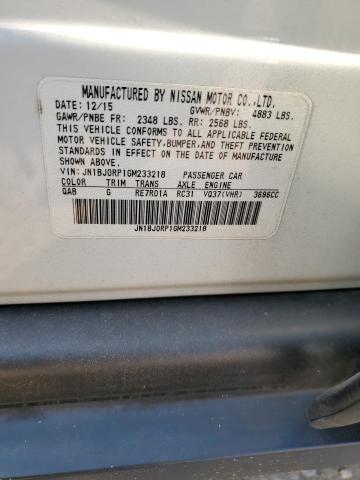 MANUFACTURED BY NISSAN MOTOR CO.,LTD.
DATE: 12/15 GVWR/PNBV: 4883 LBS.
GAWR/PNBE FR: 2348 LBS. RR: 2568 LBS.
THIS VEHICLE CONFORMS TO ALL APPLICABLE FEDERAL
MOTOR VEHICLE SAFETY,BUMPER,AND THEFT PREVENTION
STANDARDS IN EFFECT ON THE DATE OF MANUFACTURE
SHOWN ABOVE.
VIN: JN1BJ0RP1GM233218 PASSENGER CAR
COLOR TRIM TRANS AXLE ENGINE
QAB G RE7R01A RC31 VQ37(VHR) 3696CC
JN1BJ0RP1GM233218